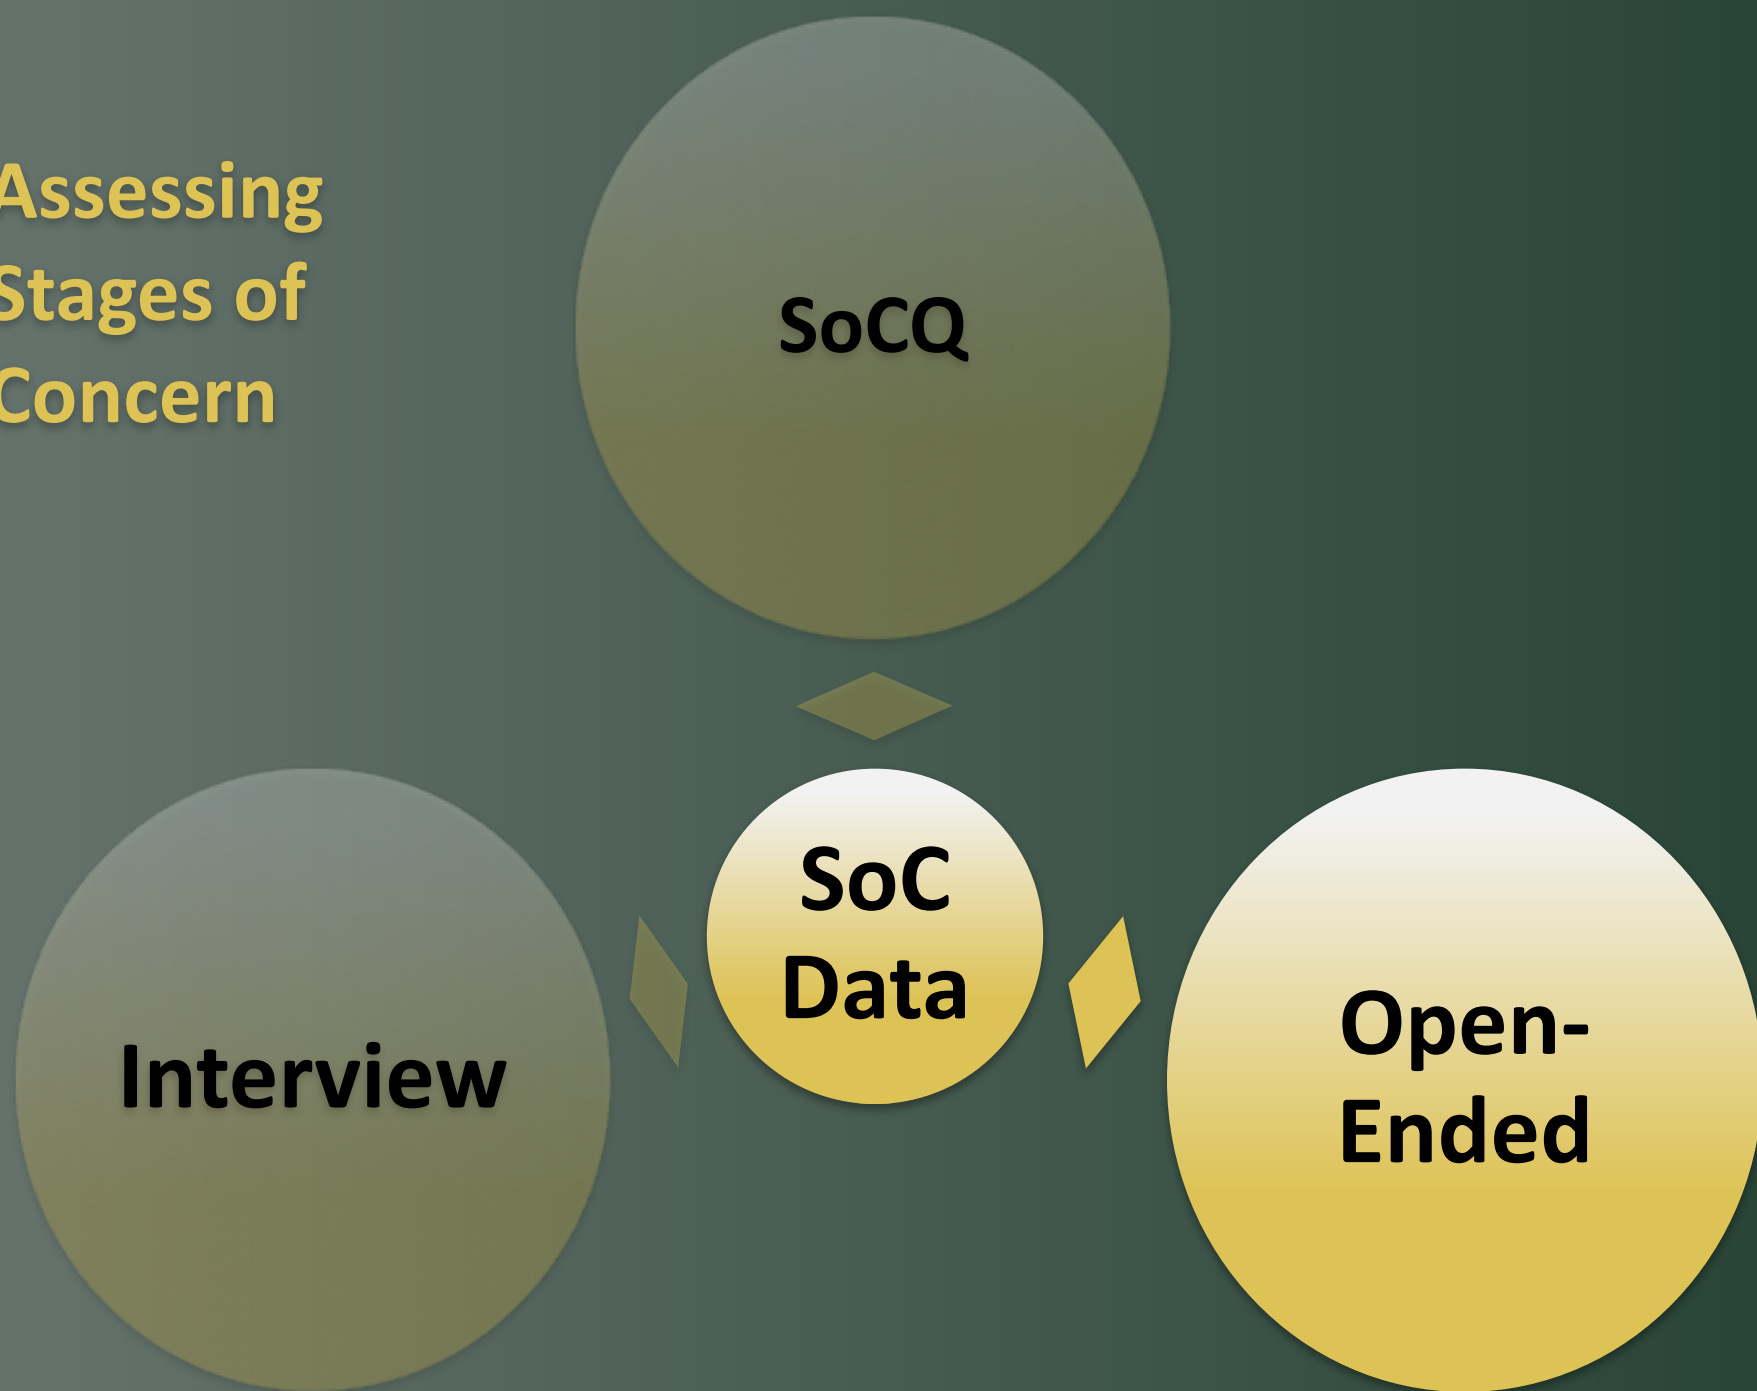 Assessing
Stages of
Concern
SoCQ
Interview
SoC
Data
Open-
Ended